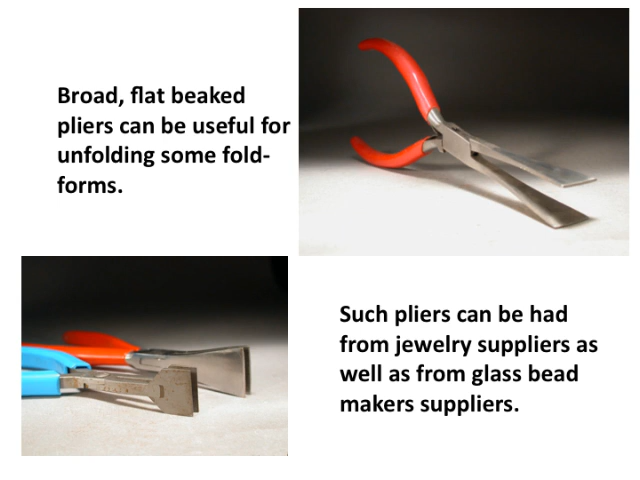 Broad, flat beaked
pliers can be useful for
unfolding some fold-
forms.
Such pliers can be had
from jewelry suppliers as
well as from glass bead
makers suppliers.